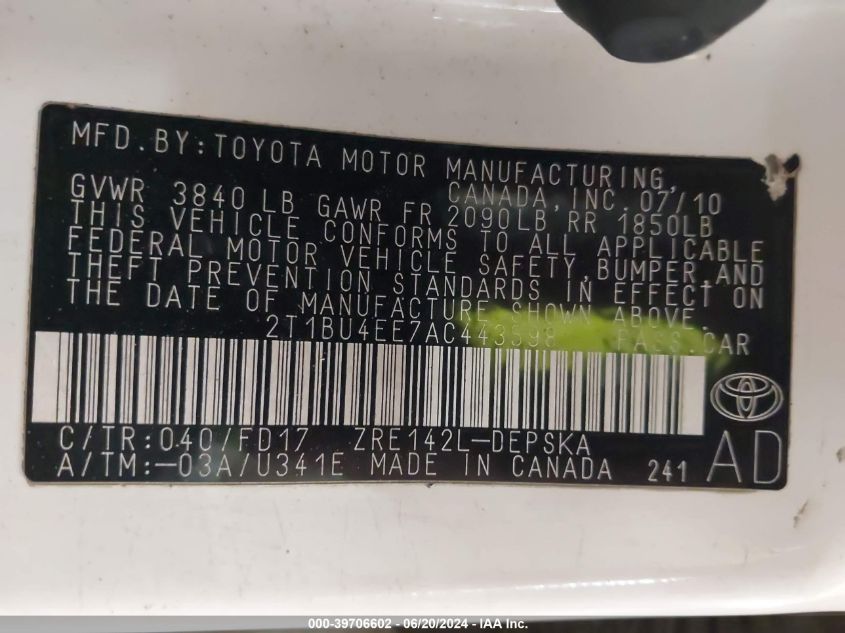 MFD.BY:TOYOTA MOTOR MANUFACTURING,
CANADA,INC.07/10
GVWR 3840 LB GAWR FR 2090LB RR 1850LB
THIS VEHICLE CONFORMS TO ALL APPLICABLE
FEDERAL MOTOR VEHICLE SAFETY,BUMPER,AND
THEFT PREVENTION STANDARDS IN EFFECT ON
THE DATE OF MANUFACTURE SHOWN ABOVE.
2T1BU4EE7AC443598 PASS.CAR
C/TR:040/FD17 ZRE142L-DEPSKA
A/TM:-03A/U341E MADE IN CANADA 241 AD
000-39706602 - 06/20/2024 - IAA Inc.